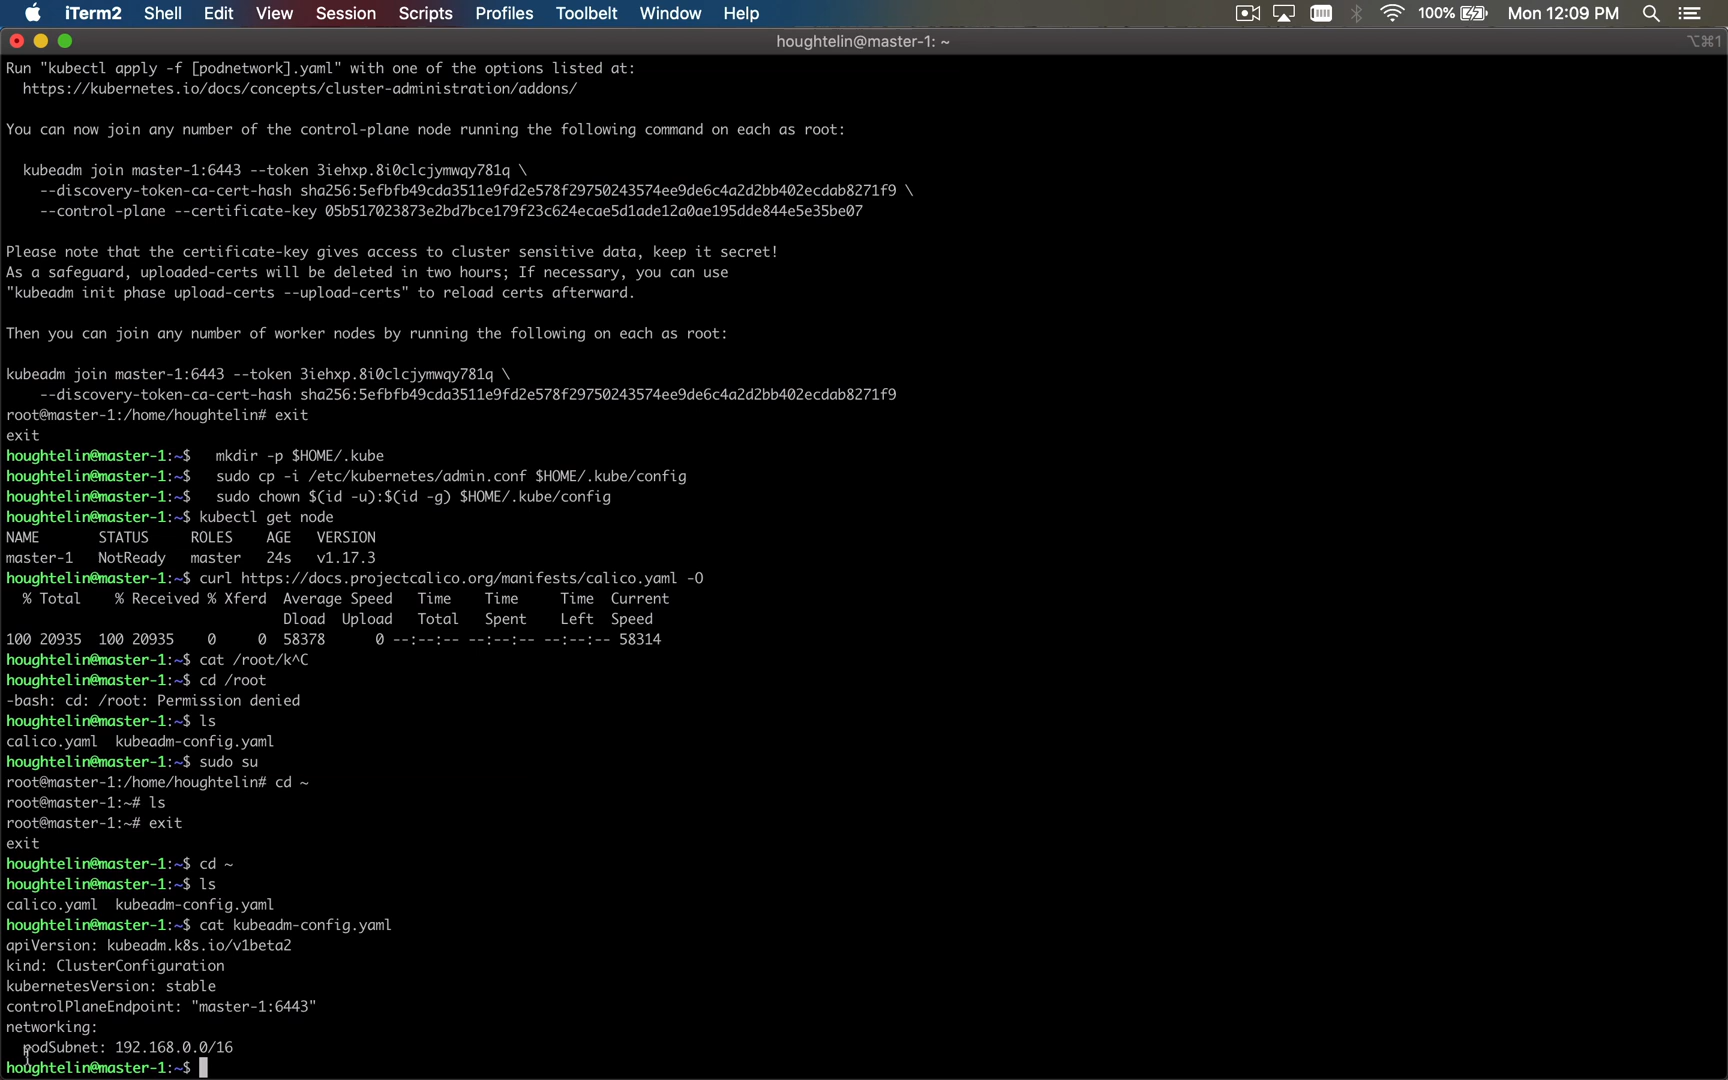 iTerm2 Shell Edit View Session Scripts Profiles Toolbelt Window Help 100% Mon 12:09 PM
houghtelin@master-1: ~ ⌥⌘1
Run "kubectl apply -f [podnetwork].yaml" with one of the options listed at:
  https://kubernetes.io/docs/concepts/cluster-administration/addons/
You can now join any number of the control-plane node running the following command on each as root:
  kubeadm join master-1:6443 --token 3iehxp.8i0clcjymwqy781q \
    --discovery-token-ca-cert-hash sha256:5efbfb49cda3511e9fd2e578f29750243574ee9de6c4a2d2bb402ecdab8271f9 \
    --control-plane --certificate-key 05b517023873e2bd7bce179f23c624ecae5d1ade12a0ae195dde844e5e35be07
Please note that the certificate-key gives access to cluster sensitive data, keep it secret!
As a safeguard, uploaded-certs will be deleted in two hours; If necessary, you can use
"kubeadm init phase upload-certs --upload-certs" to reload certs afterward.
Then you can join any number of worker nodes by running the following on each as root:
kubeadm join master-1:6443 --token 3iehxp.8i0clcjymwqy781q \
    --discovery-token-ca-cert-hash sha256:5efbfb49cda3511e9fd2e578f29750243574ee9de6c4a2d2bb402ecdab8271f9
root@master-1:/home/houghtelin# exit
exit
houghtelin@master-1:~$   mkdir -p $HOME/.kube
houghtelin@master-1:~$   sudo cp -i /etc/kubernetes/admin.conf $HOME/.kube/config
houghtelin@master-1:~$   sudo chown $(id -u):$(id -g) $HOME/.kube/config
houghtelin@master-1:~$ kubectl get node
NAME       STATUS     ROLES    AGE   VERSION
master-1   NotReady   master   24s   v1.17.3
houghtelin@master-1:~$ curl https://docs.projectcalico.org/manifests/calico.yaml -O
  % Total    % Received % Xferd  Average Speed   Time    Time     Time  Current
                                 Dload  Upload   Total   Spent    Left  Speed
100 20935  100 20935    0     0  58378      0 --:--:-- --:--:-- --:--:-- 58314
houghtelin@master-1:~$ cat /root/k^C
houghtelin@master-1:~$ cd /root
-bash: cd: /root: Permission denied
houghtelin@master-1:~$ ls
calico.yaml  kubeadm-config.yaml
houghtelin@master-1:~$ sudo su
root@master-1:/home/houghtelin# cd ~
root@master-1:~# ls
root@master-1:~# exit
exit
houghtelin@master-1:~$ cd ~
houghtelin@master-1:~$ ls
calico.yaml  kubeadm-config.yaml
houghtelin@master-1:~$ cat kubeadm-config.yaml
apiVersion: kubeadm.k8s.io/v1beta2
kind: ClusterConfiguration
kubernetesVersion: stable
controlPlaneEndpoint: "master-1:6443"
networking:
  podSubnet: 192.168.0.0/16
houghtelin@master-1:~$